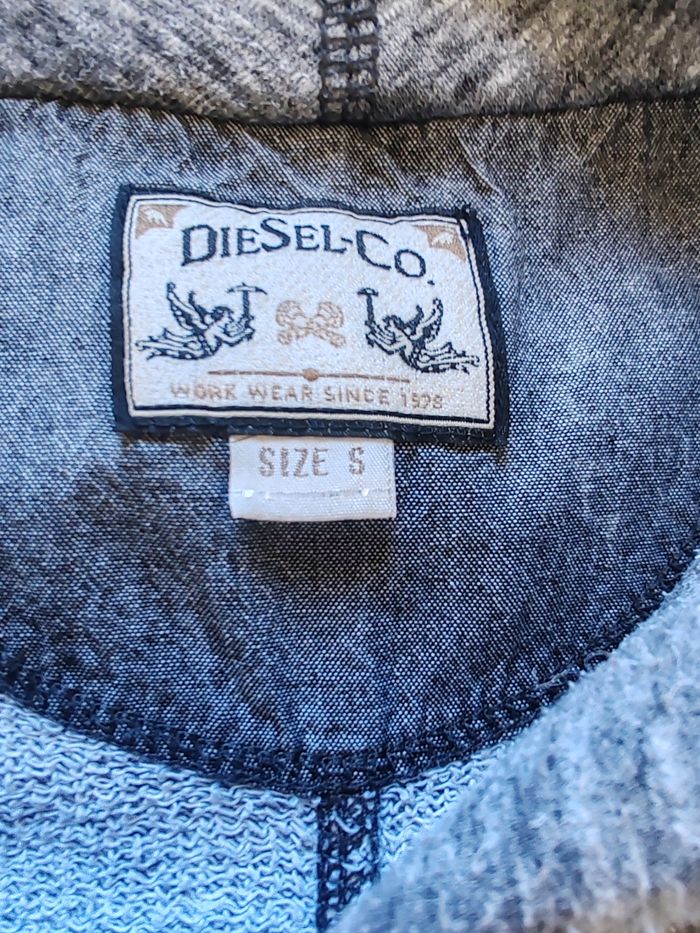 DIESEL-CO.
WORK WEAR SINCE 1978
SIZE S